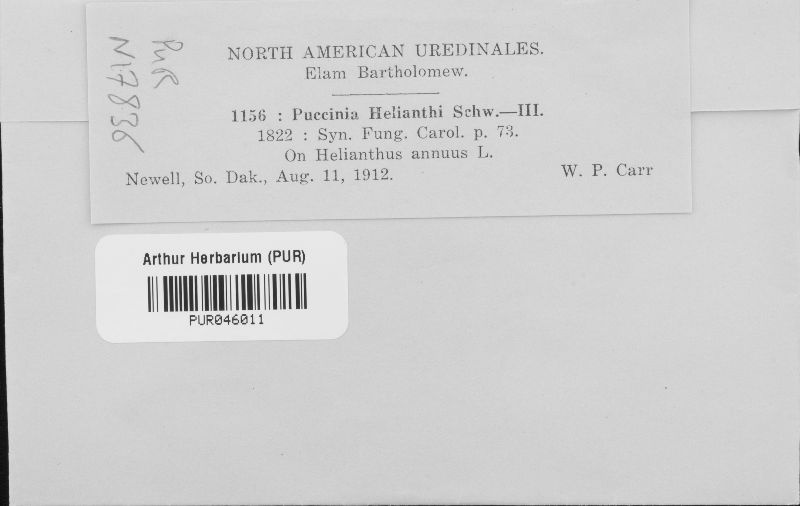 PUR
N17836
NORTH AMERICAN UREDINALES.
Elam Bartholomew.
1156 : Puccinia Helianthi Schw.—III.
1822 : Syn. Fung. Carol. p. 73.
On Helianthus annuus L.
Newell, So. Dak., Aug. 11, 1912. W. P. Carr
Arthur Herbarium (PUR)
PUR046011